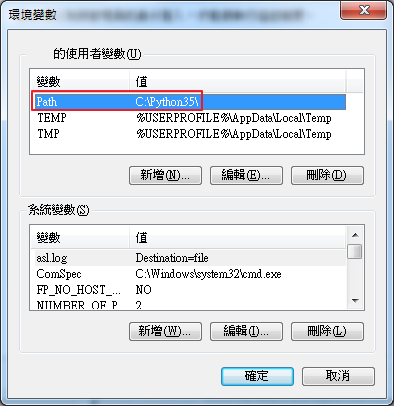 環境變數
的使用者變數(U)
變數 值
Path C:\Python35\
TEMP %USERPROFILE%\AppData\Local\Temp
TMP %USERPROFILE%\AppData\Local\Temp
新增(N)... 編輯(E)... 刪除(D)
系統變數(S)
變數 值
asl.log Destination=file
ComSpec C:\Windows\system32\cmd.exe
FP_NO_HOST_... NO
NUMBER_OF_P... 2
新增(W)... 編輯(I)... 刪除(L)
確定 取消